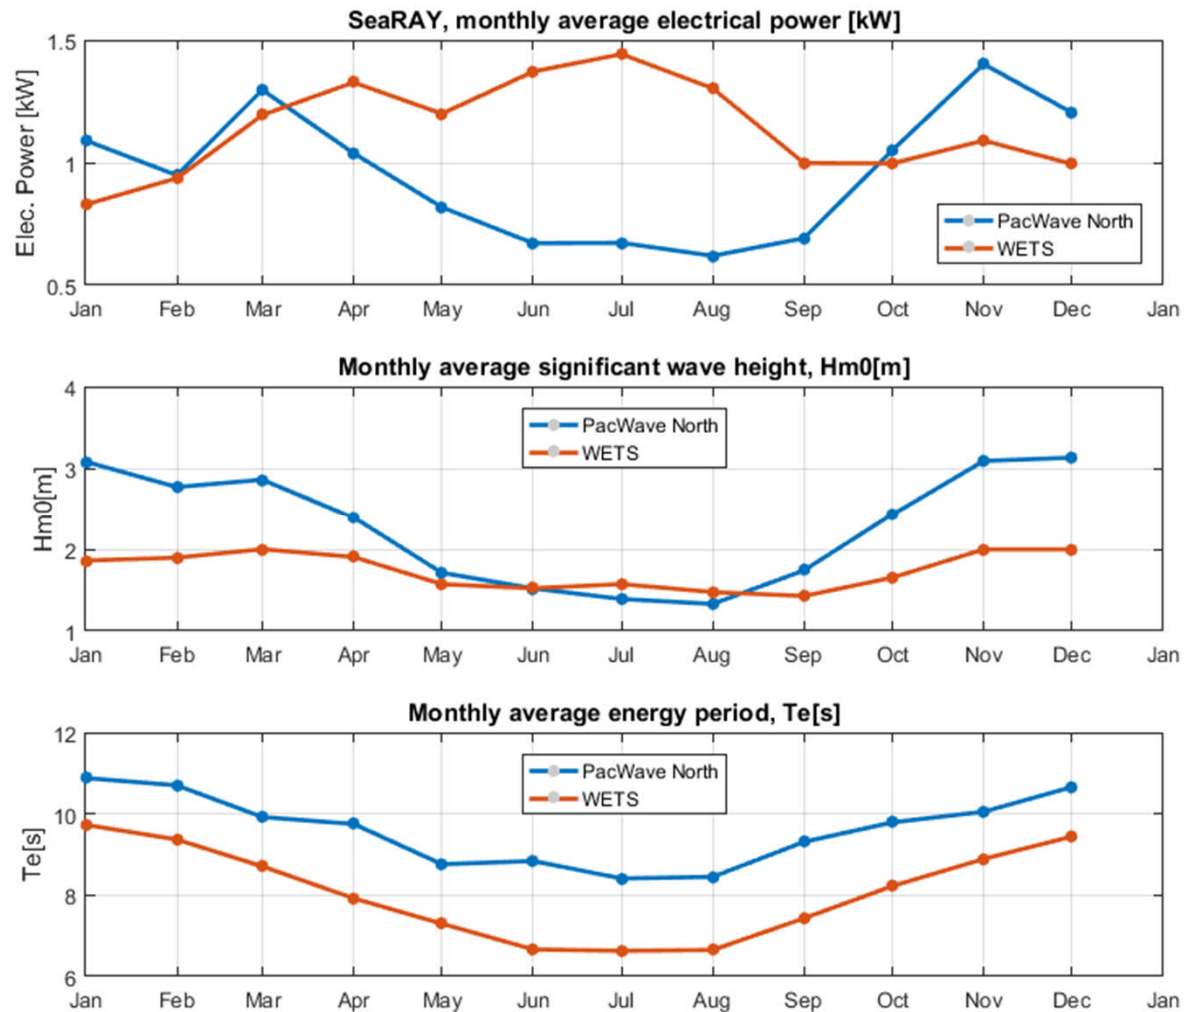 SeaRAY, monthly average electrical power [kW]
Elec. Power [kW]
1.5
1
0.5
PacWave North
WETS
Jan Feb Mar Apr May Jun Jul Aug Sep Oct Nov Dec Jan
Monthly average significant wave height, Hm0[m]
Hm0[m]
4
3
2
1
PacWave North
WETS
Jan Feb Mar Apr May Jun Jul Aug Sep Oct Nov Dec Jan
Monthly average energy period, Te[s]
Te[s]
12
10
8
6
PacWave North
WETS
Jan Feb Mar Apr May Jun Jul Aug Sep Oct Nov Dec Jan